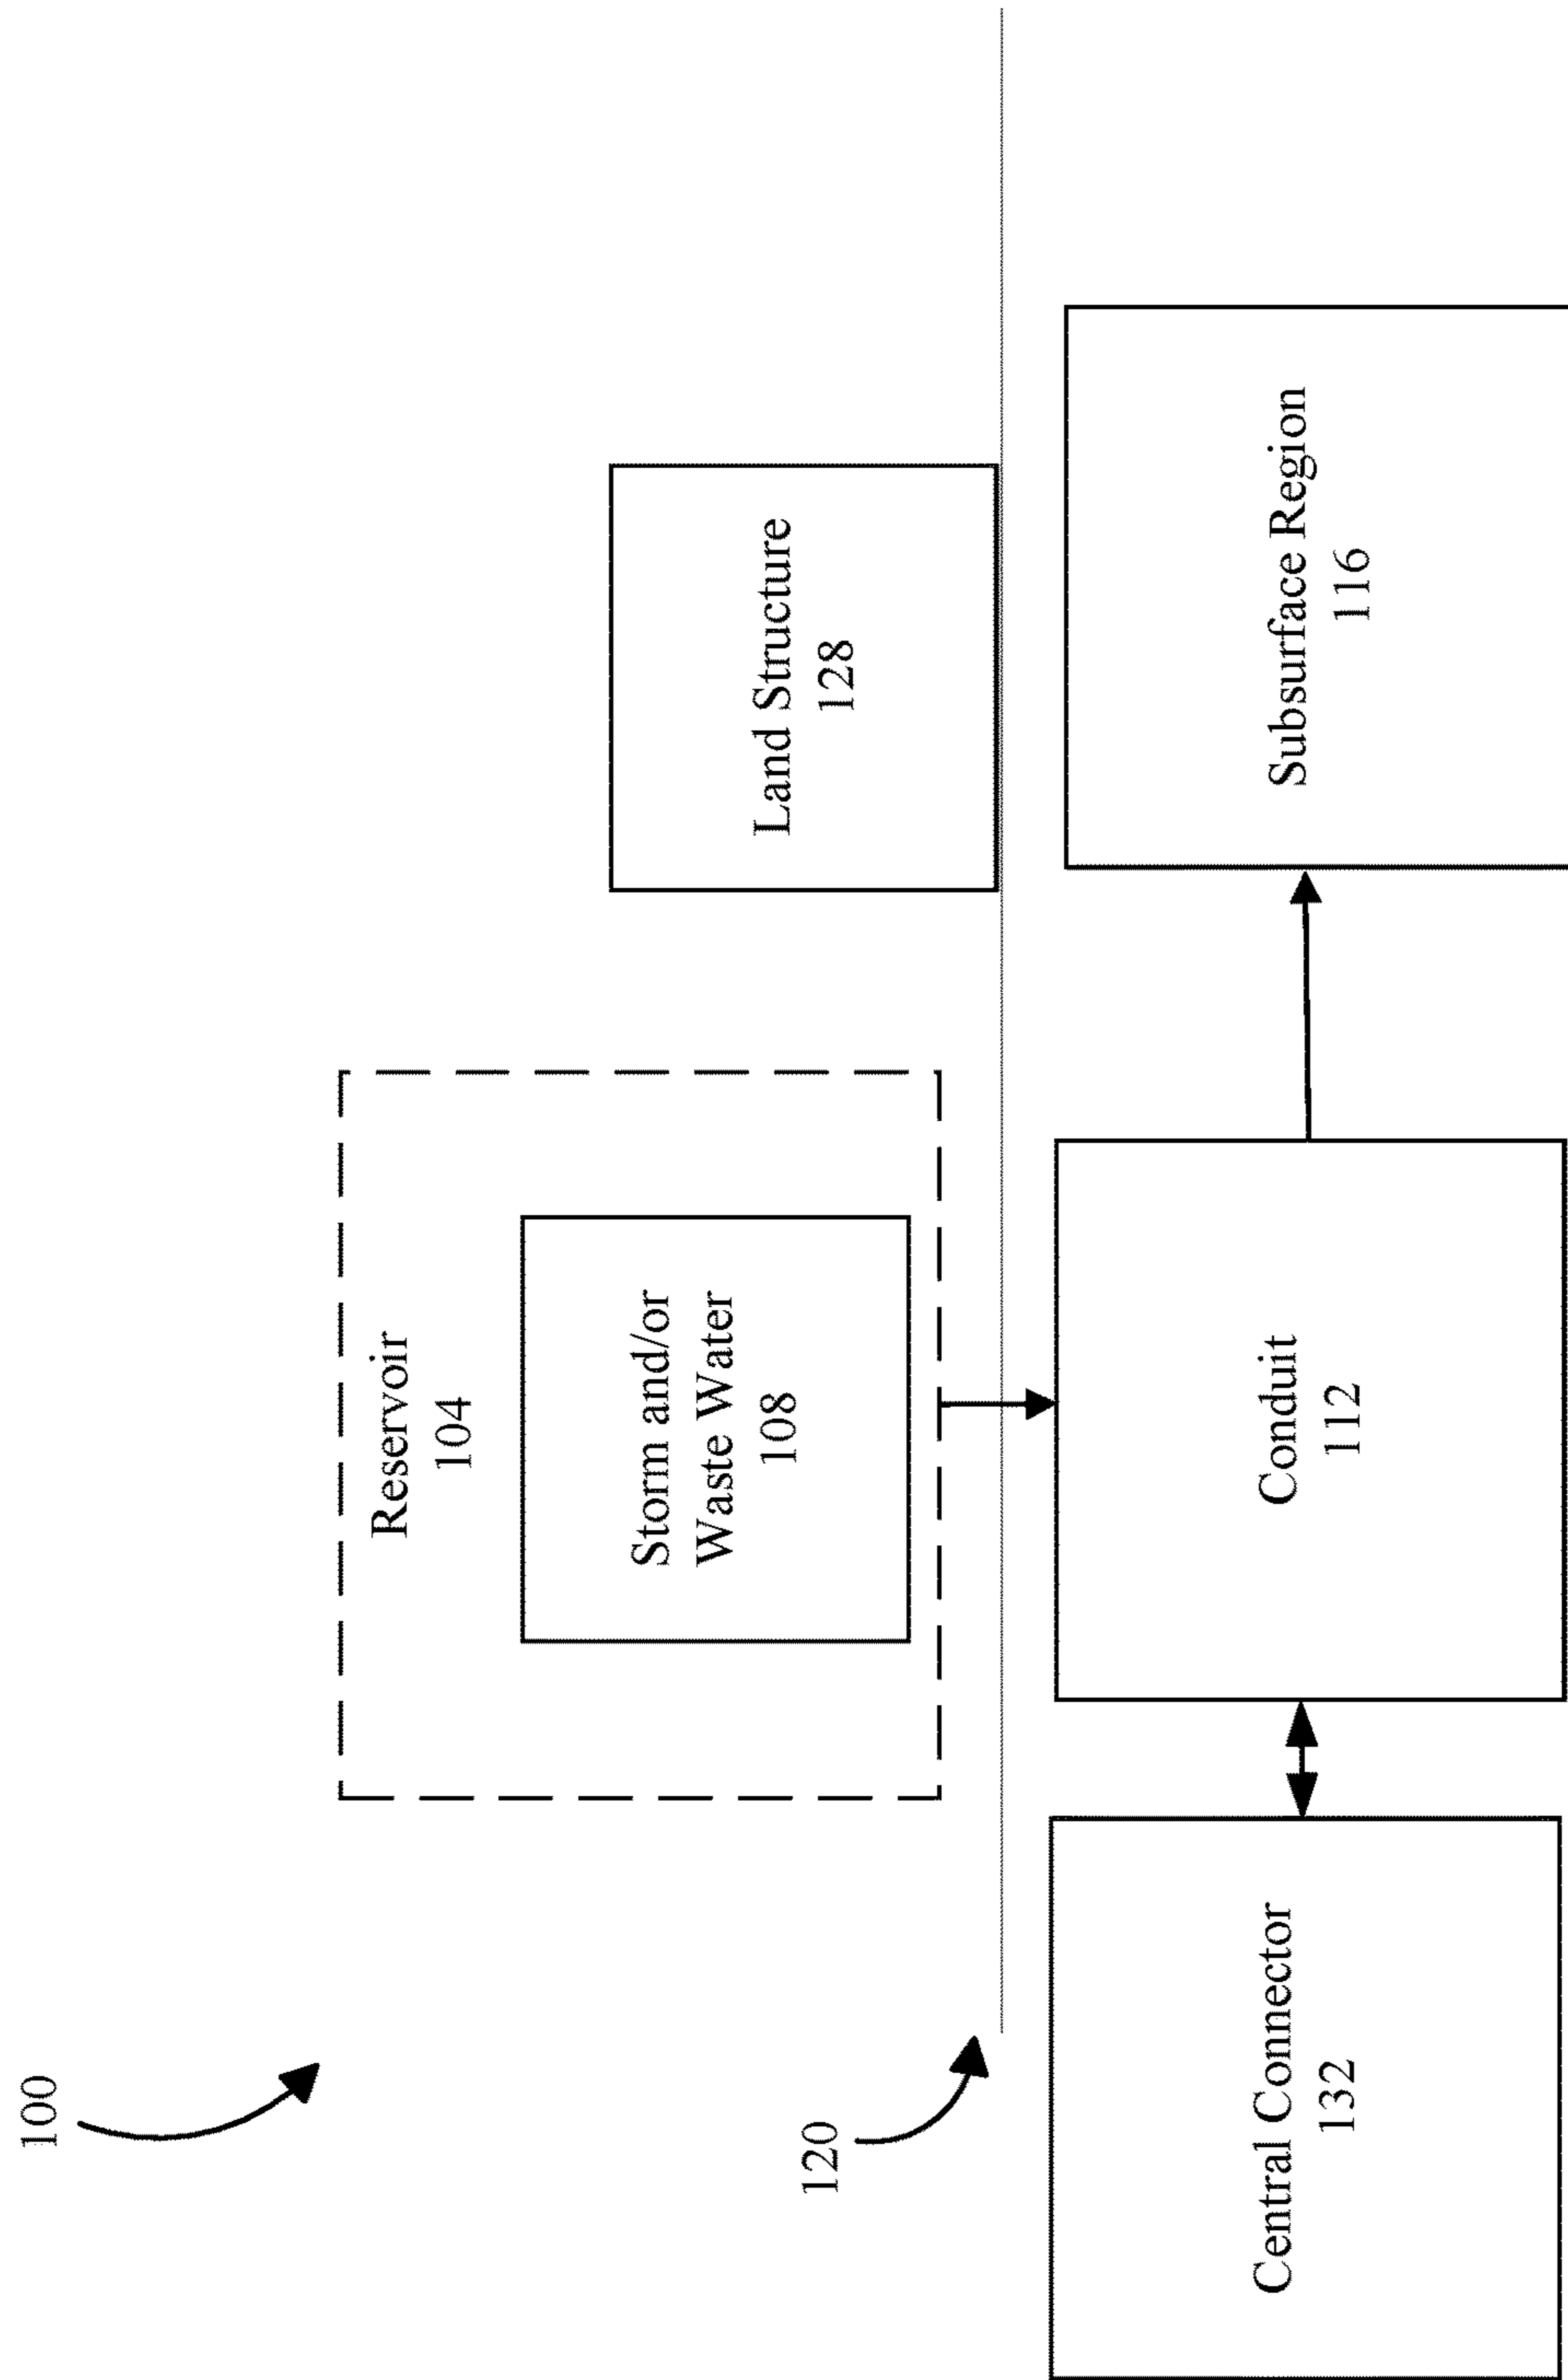 100
Reservoir
104
Storm and/or
Waste Water
108
Land Structure
128
120
Central Connector
132
Conduit
112
Subsurface Region
116